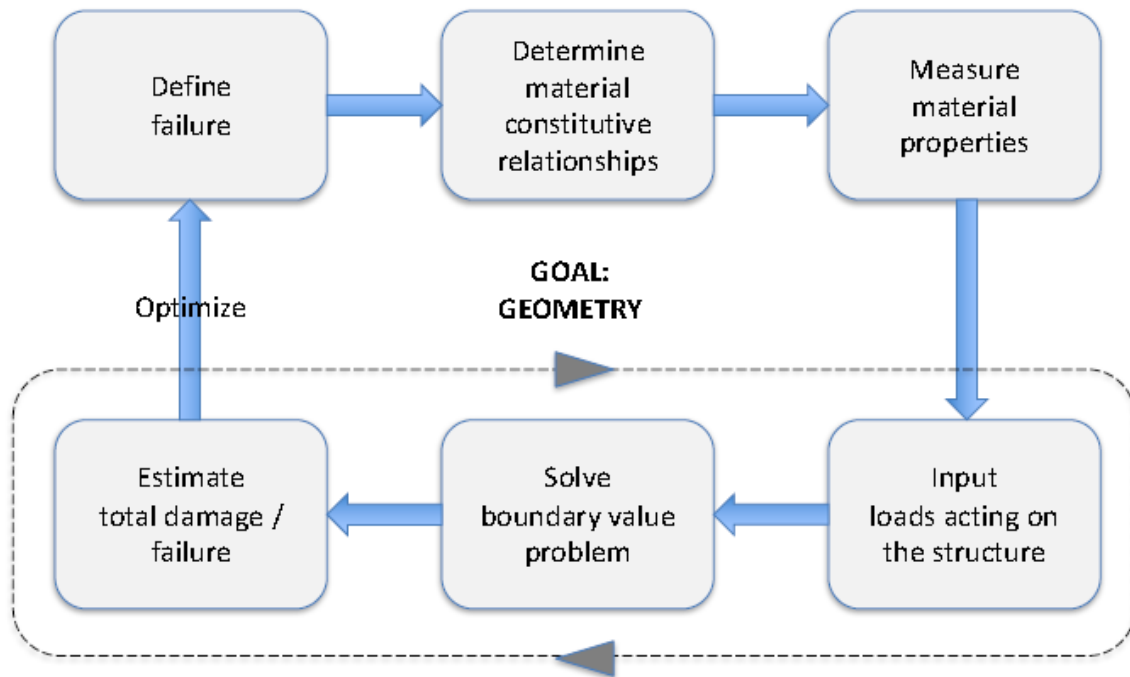 Define
failure
Determine
material
constitutive
relationships
Measure
material
properties
Optimize
GOAL:
GEOMETRY
Estimate
total damage /
failure
Solve
boundary value
problem
Input
loads acting on
the structure